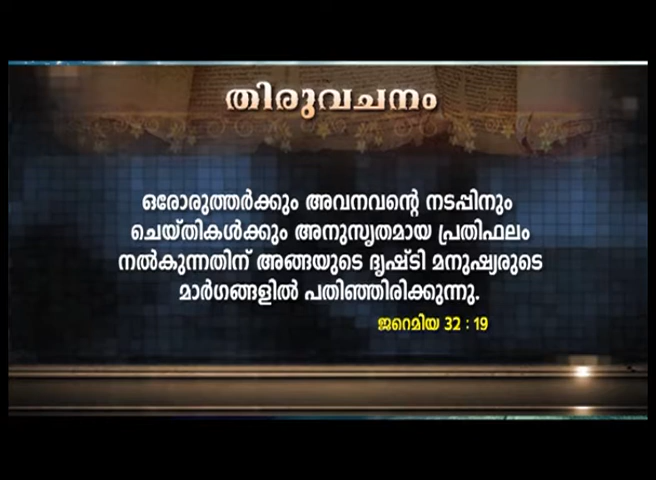 തിരുവചനം
ഒരോരുത്തർക്കും അവനവന്റെ നടപ്പിനും
ചെയ്തികൾക്കും അനുസൃതമായ പ്രതിഫലം
നൽകുന്നതിന് അങ്ങയുടെ ദൃഷ്ടി മനുഷ്യരുടെ
മാർഗങ്ങളിൽ പതിഞ്ഞിരിക്കുന്നു.
ജറെമിയ 32 : 19